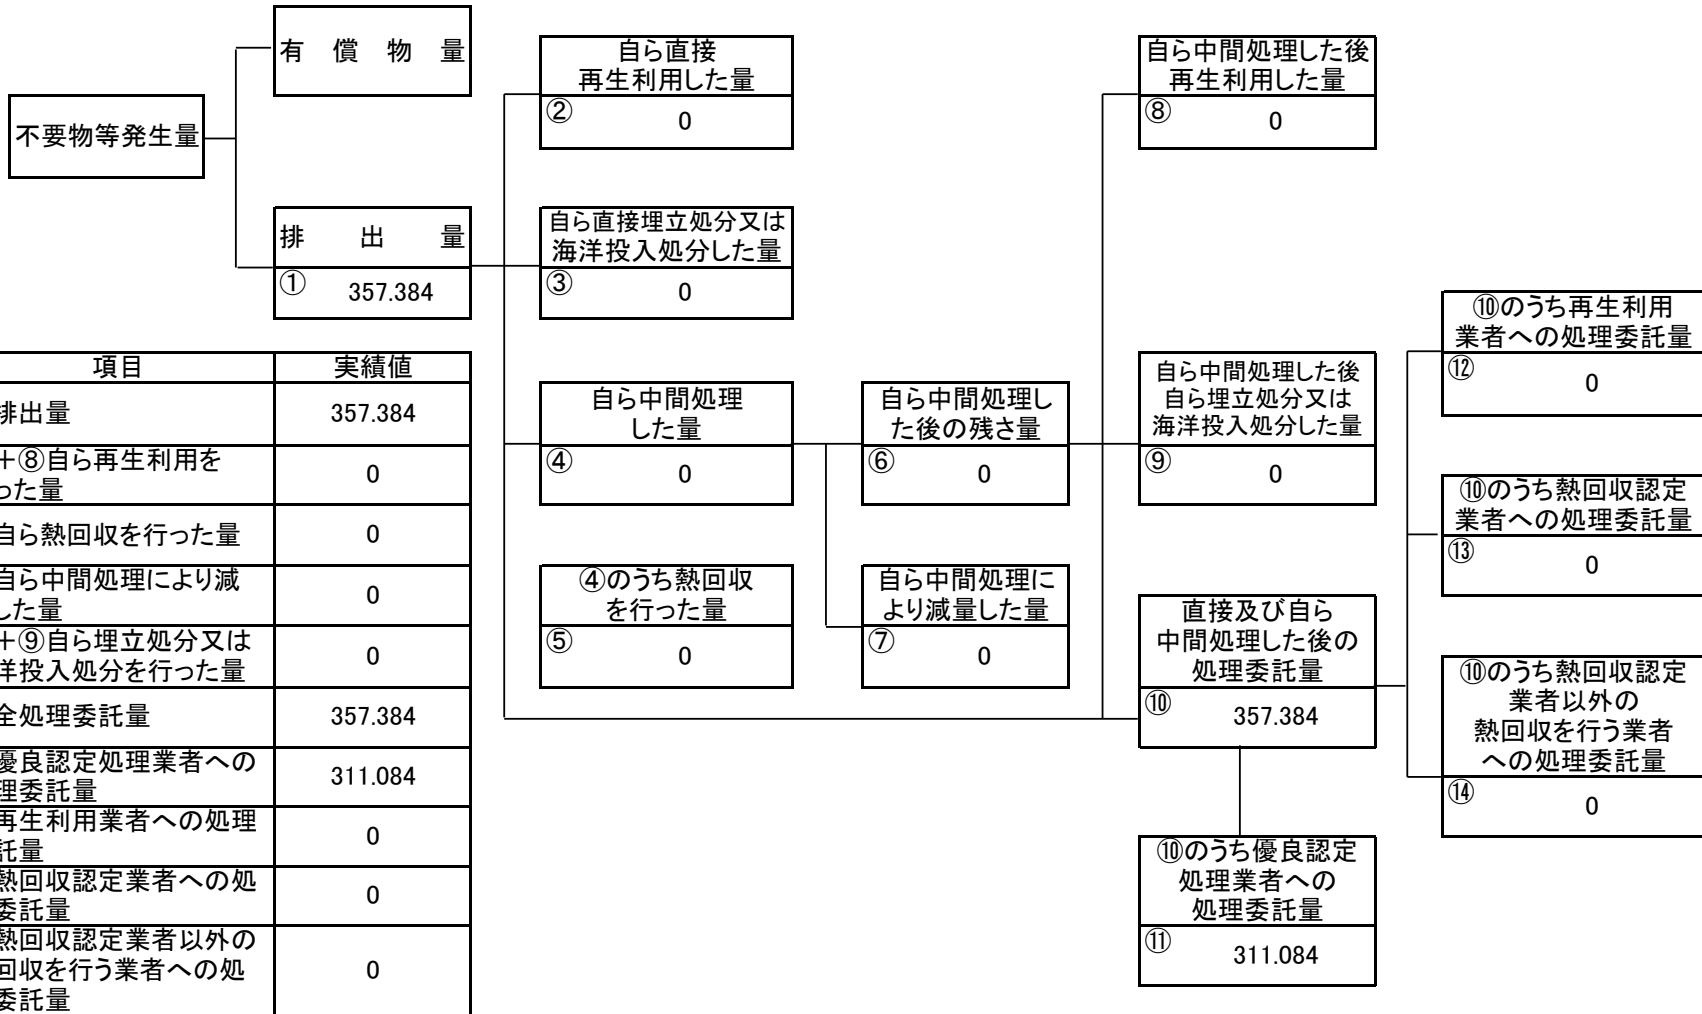 有償物量
不要物等発生量
排出量
① 357.384
自ら直接
再生利用した量
② 0
自ら直接埋立処分又は
海洋投入処分した量
③ 0
自ら中間処理
した量
④ 0
④のうち熱回収
を行った量
⑤ 0
自ら中間処理し
た後の残さ量
⑥ 0
自ら中間処理に
より減量した量
⑦ 0
自ら中間処理した後
再生利用した量
⑧ 0
自ら中間処理した後
自ら埋立処分又は
海洋投入処分した量
⑨ 0
直接及び自ら
中間処理した後の
処理委託量
⑩ 357.384
⑩のうち優良認定
処理業者への
処理委託量
⑪ 311.084
⑩のうち再生利用
業者への処理委託量
⑫ 0
⑩のうち熱回収認定
業者への処理委託量
⑬ 0
⑩のうち熱回収認定
業者以外の
熱回収を行う業者
への処理委託量
⑭ 0
項目 実績値
排出量 357.384
+⑧自ら再生利用を
った量 0
自ら熱回収を行った量 0
自ら中間処理により減
した量 0
+⑨自ら埋立処分又は
洋投入処分を行った量 0
全処理委託量 357.384
優良認定処理業者への
理委託量 311.084
再生利用業者への処理
託量 0
熱回収認定業者への処
委託量 0
熱回収認定業者以外の
回収を行う業者への処
委託量 0